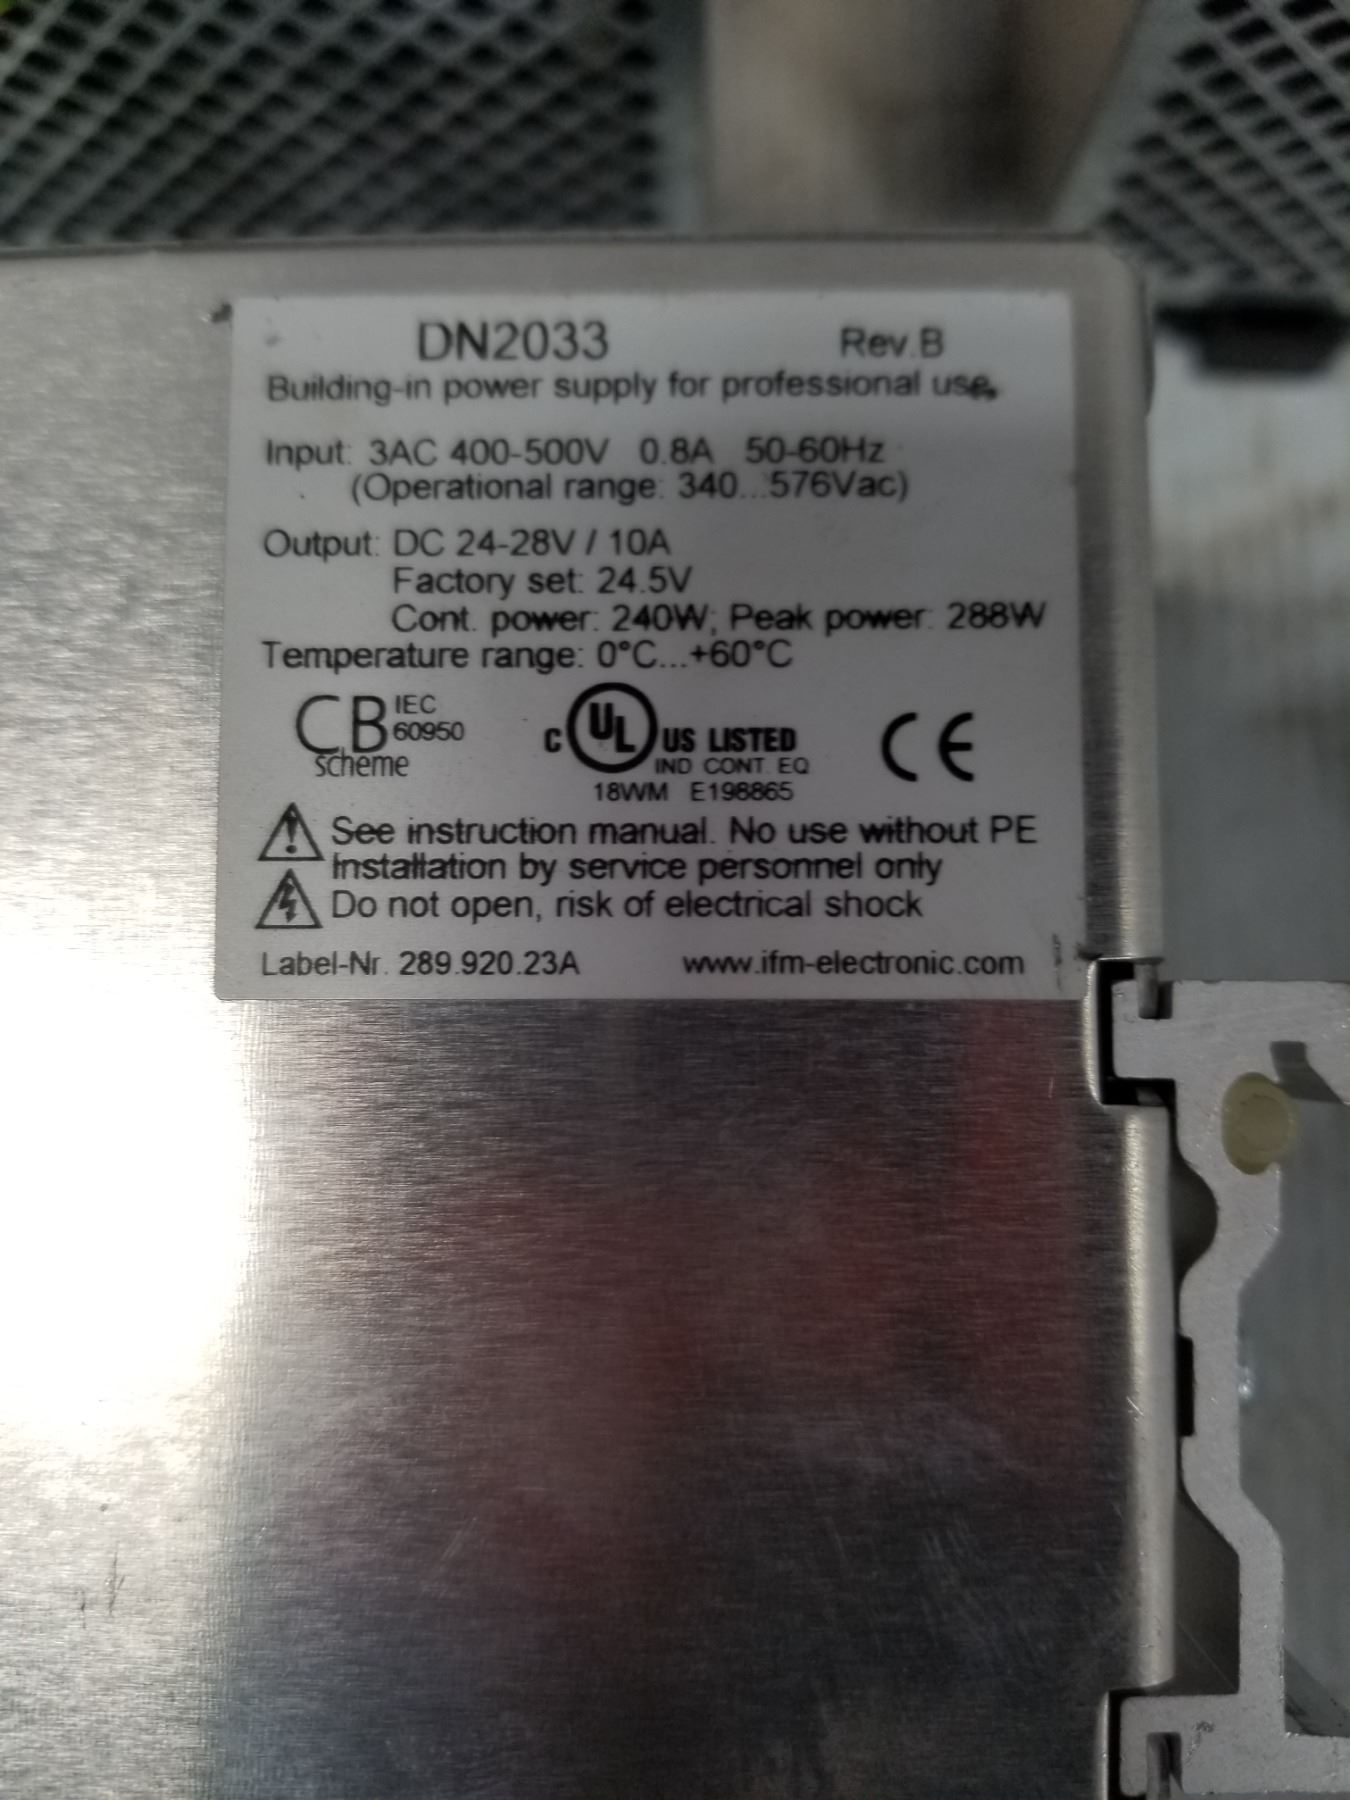 DN2033 Rev.B
Building-in power supply for professional use.
Input: 3AC 400-500V 0.8A 50-60Hz
(Operational range: 340...576Vac)
Output: DC 24-28V / 10A
Factory set: 24.5V
Cont. power: 240W; Peak power: 288W
Temperature range: 0°C...+60°C
CB scheme IEC 60950
C UL US LISTED
IND CONT. EQ
18WM E198865
CE
See instruction manual. No use without PE
Installation by service personnel only
Do not open, risk of electrical shock
Label-Nr. 289.920.23A www.ifm-electronic.com